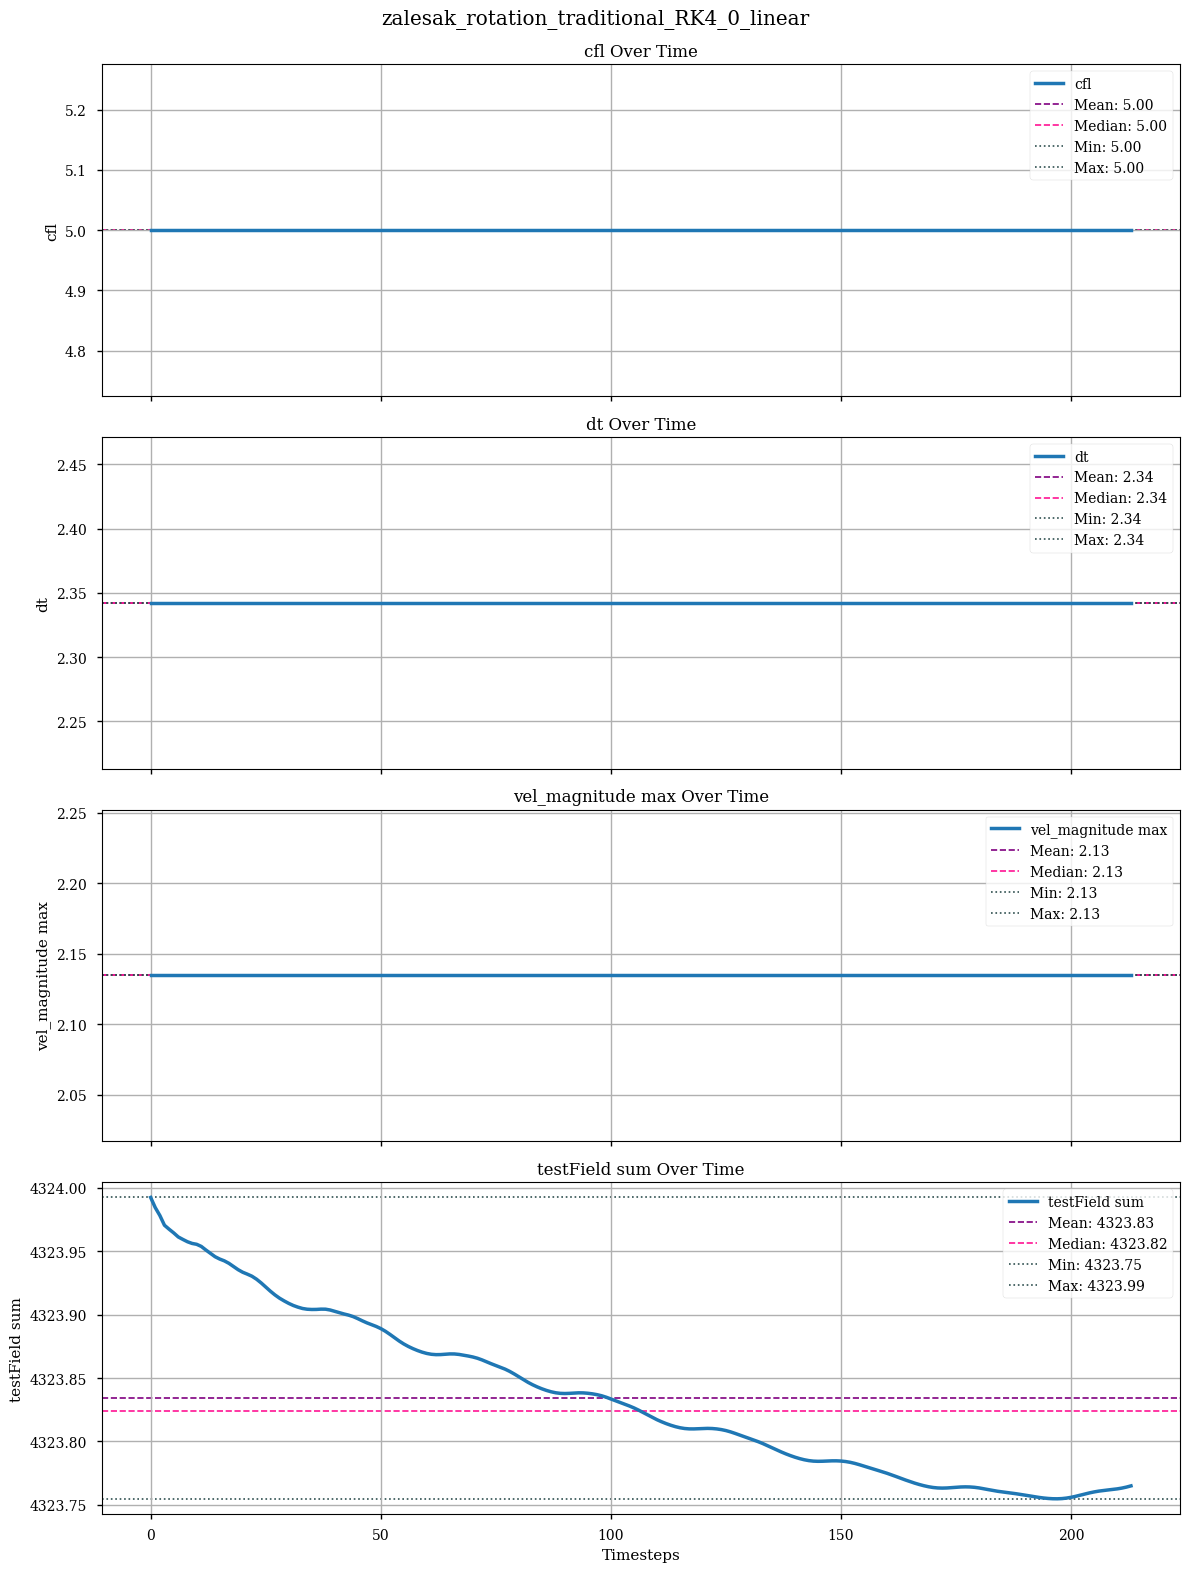 zalesak_rotation_traditional_RK4_0_linear
cfl Over Time
cfl
5.2
5.1
5.0
4.9
4.8
cfl
Mean: 5.00
Median: 5.00
Min: 5.00
Max: 5.00
dt Over Time
dt
2.45
2.40
2.35
2.30
2.25
dt
Mean: 2.34
Median: 2.34
Min: 2.34
Max: 2.34
vel_magnitude max Over Time
vel_magnitude max
2.25
2.20
2.15
2.10
2.05
vel_magnitude max
Mean: 2.13
Median: 2.13
Min: 2.13
Max: 2.13
testField sum Over Time
testField sum
4324.00
4323.95
4323.90
4323.85
4323.80
4323.75
testField sum
Mean: 4323.83
Median: 4323.82
Min: 4323.75
Max: 4323.99
0 50 100 150 200
Timesteps